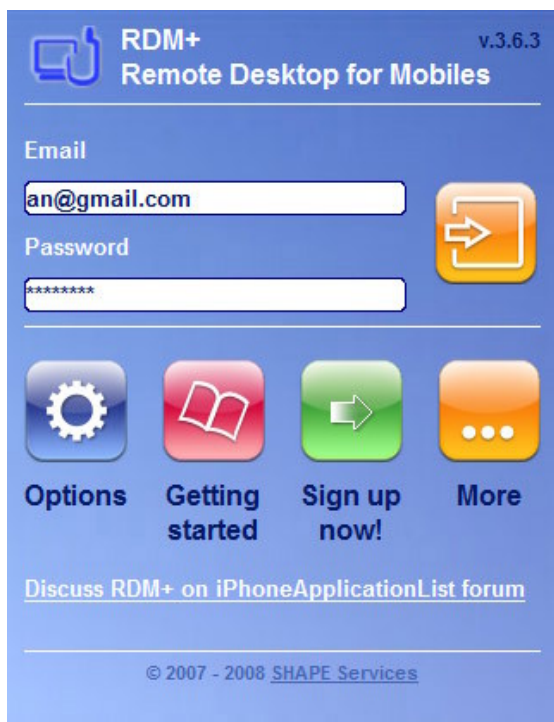 RDM+
v.3.6.3
Remote Desktop for Mobiles
Email
an@gmail.com
Password
********
Options
Getting started
Sign up now!
More
Discuss RDM+ on iPhoneApplicationList forum
© 2007 - 2008 SHAPE Services